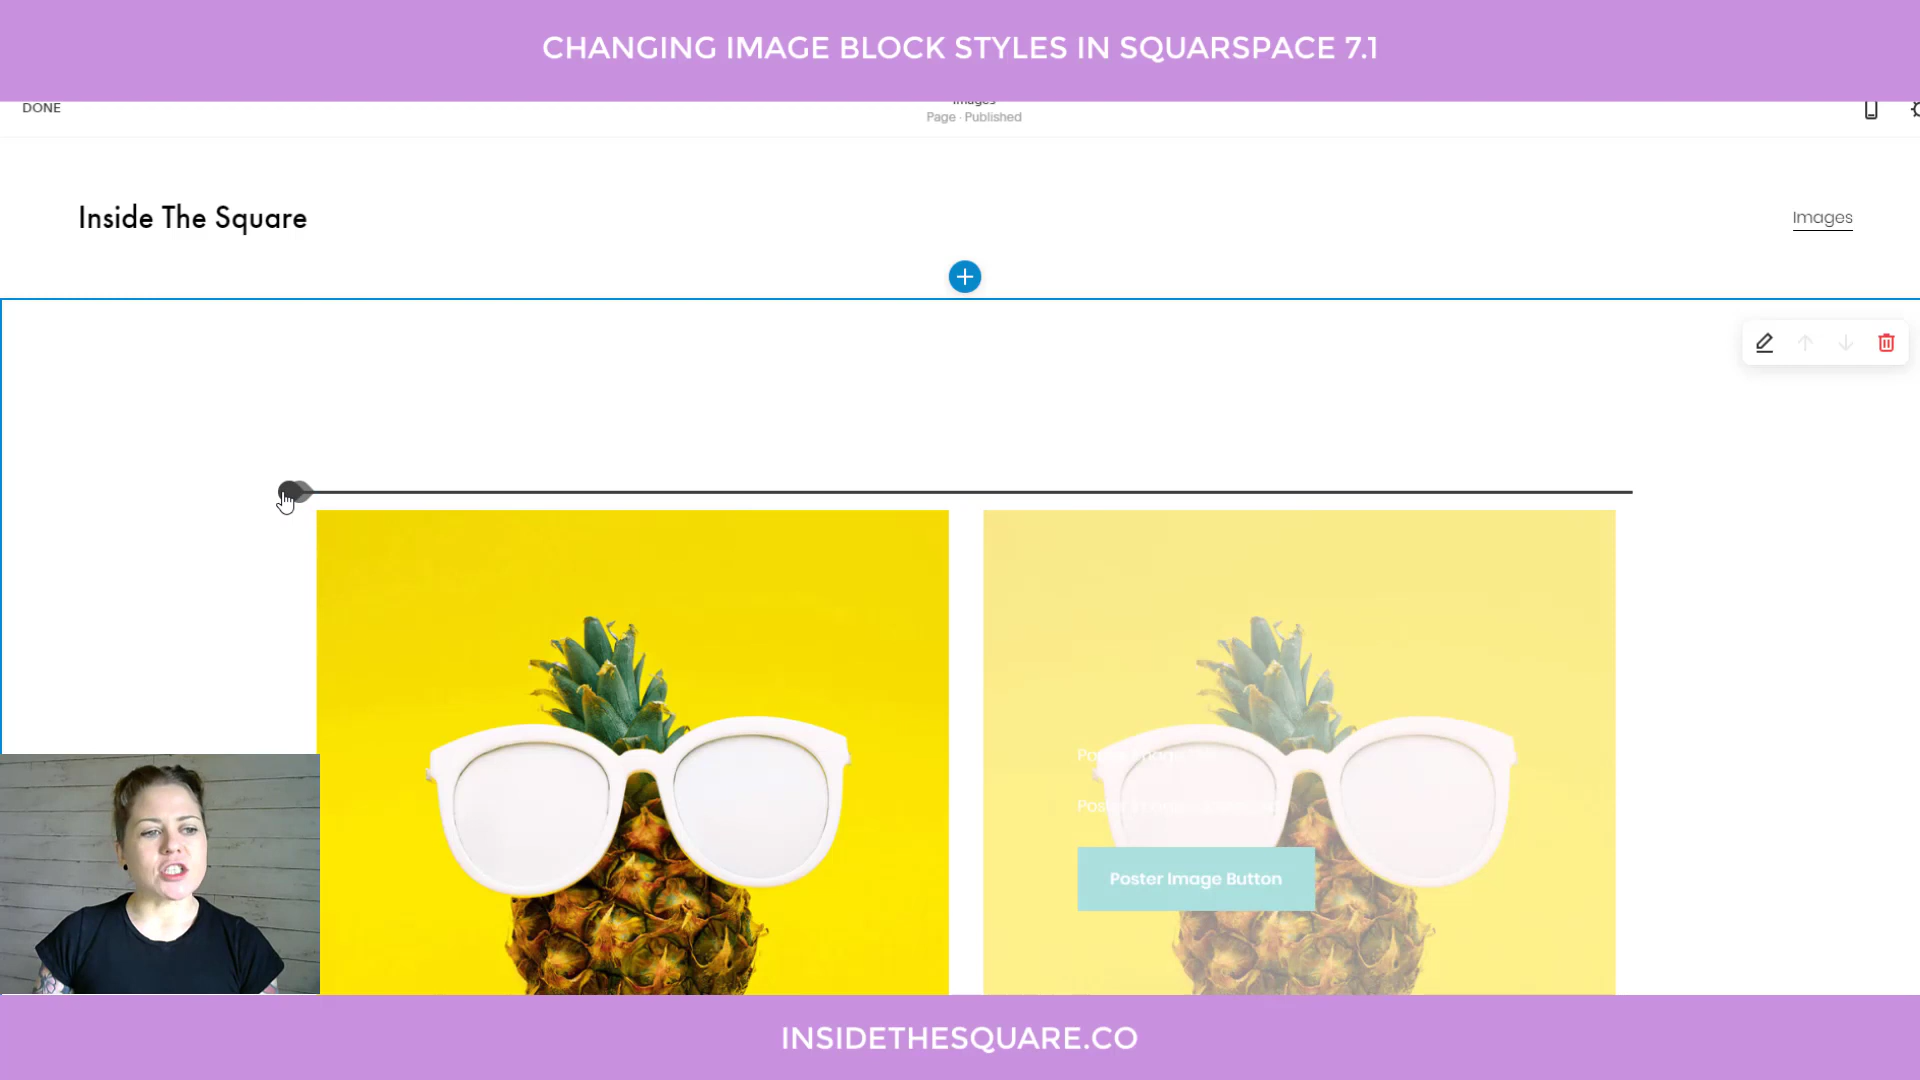 CHANGING IMAGE BLOCK STYLES IN SQUARSPACE 7.1
DONE
Images
Page · Published
Inside The Square
Images
Poster Image Button
INSIDETHESQUARE.CO